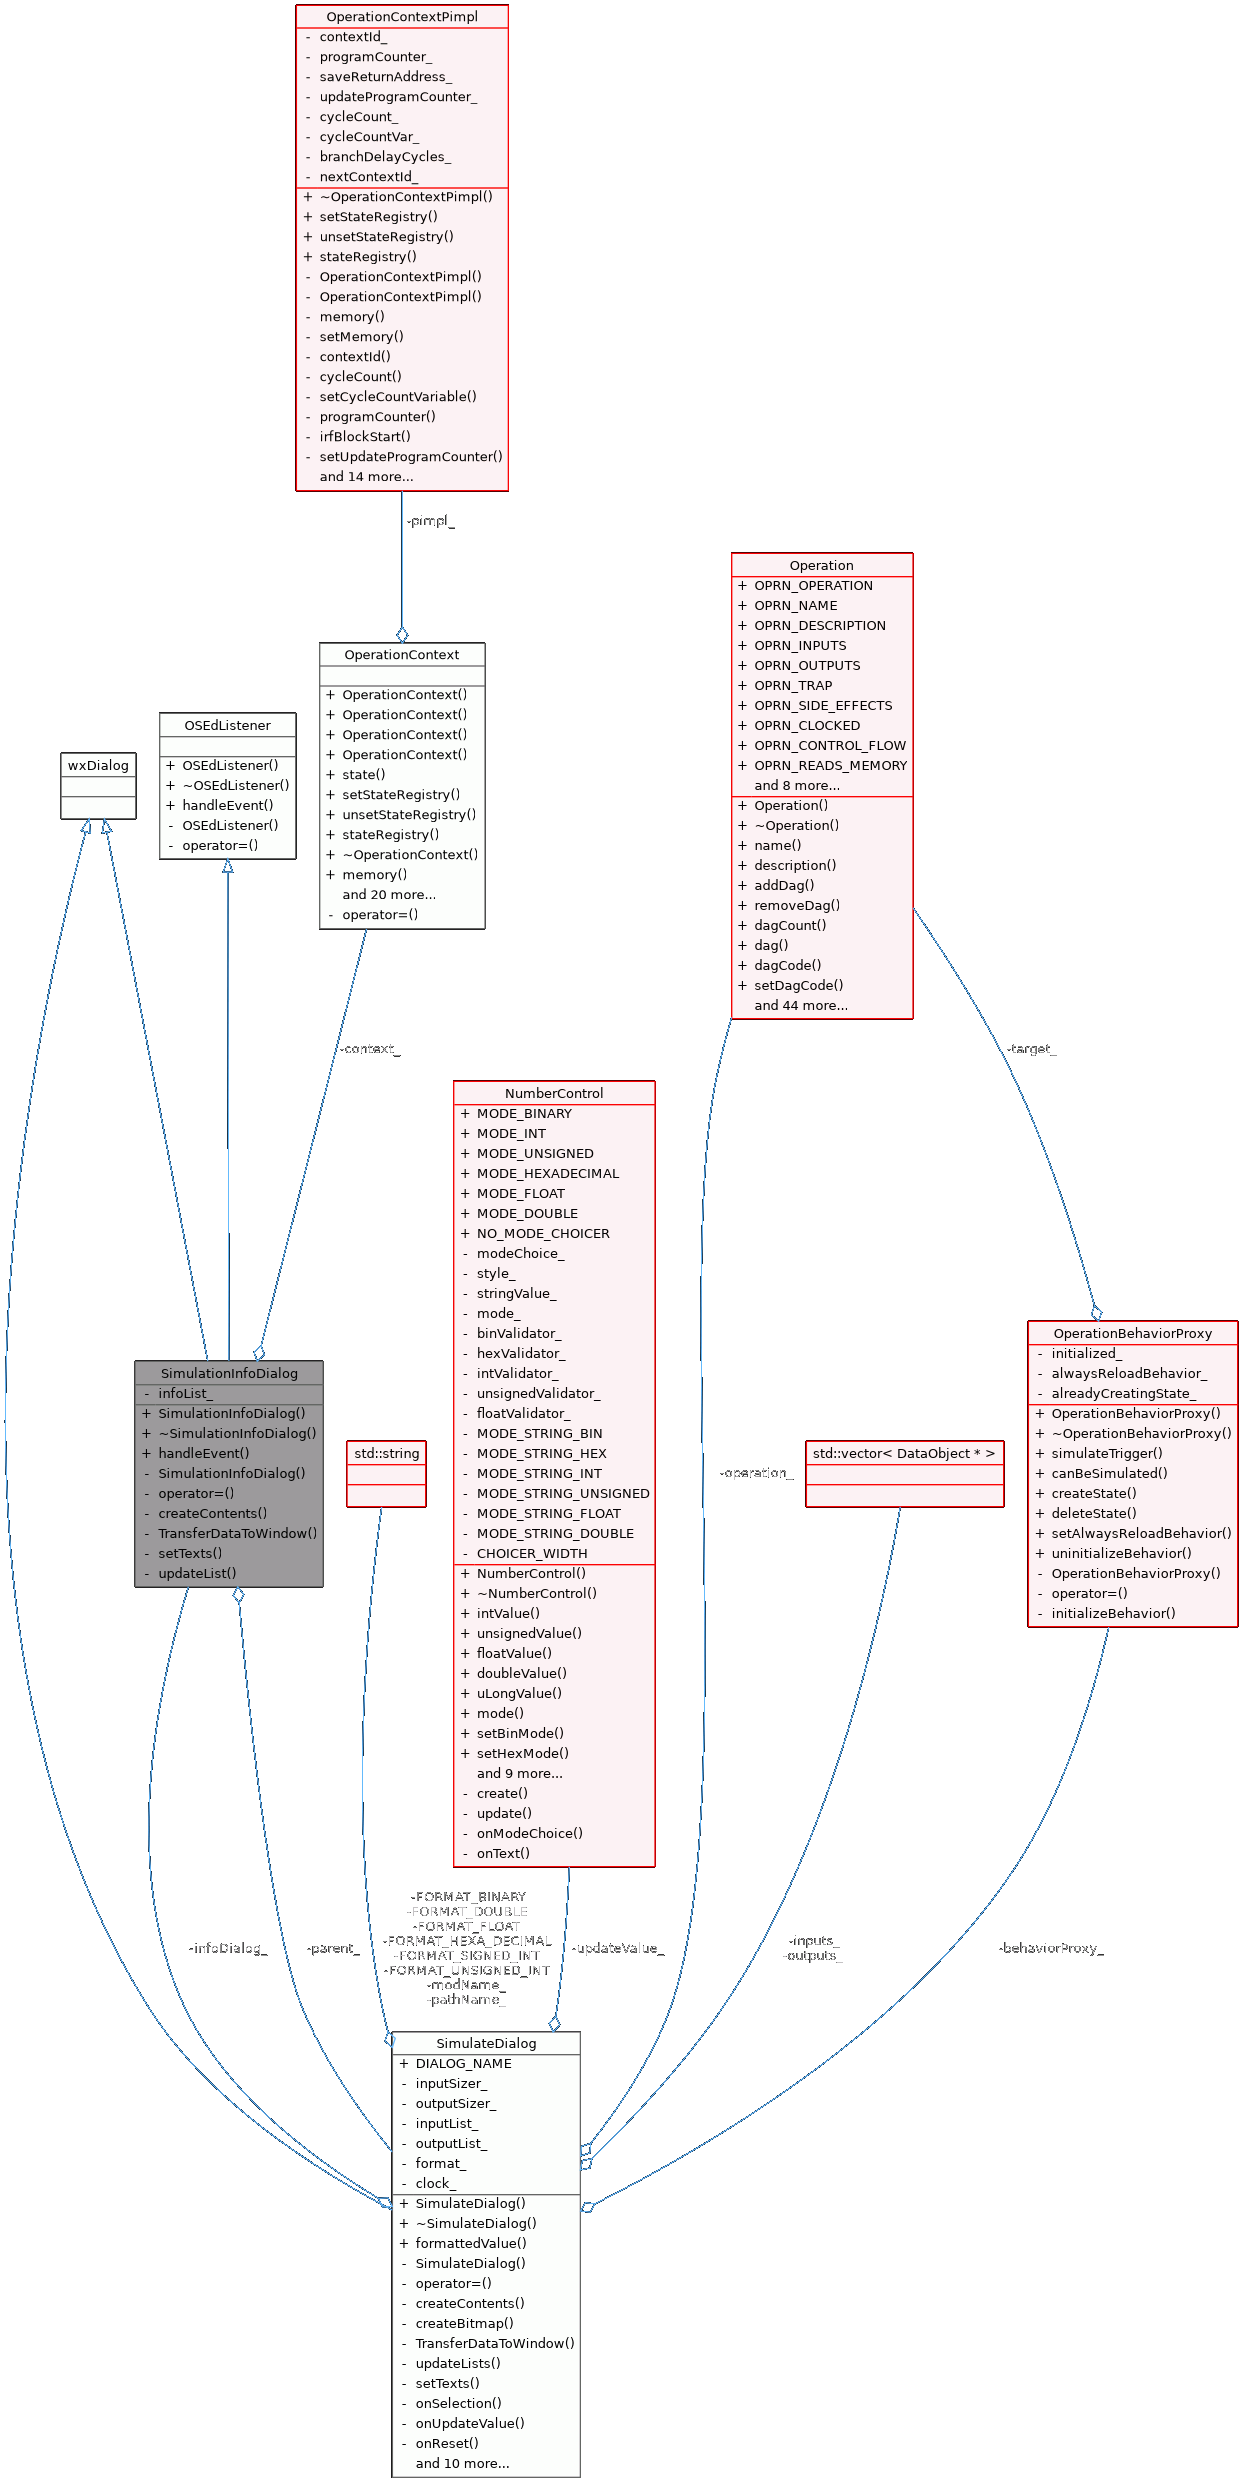 OperationContextPimpl
- contextId_
- programCounter_
- saveReturnAddress_
- updateProgramCounter_
- cycleCount_
- cycleCountVar_
- branchDelayCycles_
- nextContextId_
+ ~OperationContextPimpl()
+ setStateRegistry()
+ unsetStateRegistry()
+ stateRegistry()
- OperationContextPimpl()
- OperationContextPimpl()
- memory()
- setMemory()
- contextId()
- cycleCount()
- setCycleCountVariable()
- programCounter()
- irfBlockStart()
- setUpdateProgramCounter()
and 14 more...
-pimpl_
Operation
+ OPRN_OPERATION
+ OPRN_NAME
+ OPRN_DESCRIPTION
+ OPRN_INPUTS
+ OPRN_OUTPUTS
+ OPRN_TRAP
+ OPRN_SIDE_EFFECTS
+ OPRN_CLOCKED
+ OPRN_CONTROL_FLOW
+ OPRN_READS_MEMORY
and 8 more...
+ Operation()
+ ~Operation()
+ name()
+ description()
+ addDag()
+ removeDag()
+ dagCount()
+ dag()
+ dagCode()
+ setDagCode()
and 44 more...
OperationContext
+ OperationContext()
+ OperationContext()
+ OperationContext()
+ OperationContext()
+ state()
+ setStateRegistry()
+ unsetStateRegistry()
+ stateRegistry()
+ ~OperationContext()
+ memory()
and 20 more...
- operator=()
OSEdListener
+ OSEdListener()
+ ~OSEdListener()
+ handleEvent()
- OSEdListener()
- operator=()
wxDialog
-context_
-target_
NumberControl
+ MODE_BINARY
+ MODE_INT
+ MODE_UNSIGNED
+ MODE_HEXADECIMAL
+ MODE_FLOAT
+ MODE_DOUBLE
+ NO_MODE_CHOICER
- modeChoice_
- style_
- stringValue_
- mode_
- binValidator_
- hexValidator_
- intValidator_
- unsignedValidator_
- floatValidator_
- MODE_STRING_BIN
- MODE_STRING_HEX
- MODE_STRING_INT
- MODE_STRING_UNSIGNED
- MODE_STRING_FLOAT
- MODE_STRING_DOUBLE
- CHOICER_WIDTH
+ NumberControl()
+ ~NumberControl()
+ intValue()
+ unsignedValue()
+ floatValue()
+ doubleValue()
+ uLongValue()
+ mode()
+ setBinMode()
+ setHexMode()
and 9 more...
- create()
- update()
- onModeChoice()
- onText()
OperationBehaviorProxy
- initialized_
- alwaysReloadBehavior_
- alreadyCreatingState_
+ OperationBehaviorProxy()
+ ~OperationBehaviorProxy()
+ simulateTrigger()
+ canBeSimulated()
+ createState()
+ deleteState()
+ setAlwaysReloadBehavior()
+ uninitializeBehavior()
- OperationBehaviorProxy()
- operator=()
- initializeBehavior()
SimulationInfoDialog
- infoList_
+ SimulationInfoDialog()
+ ~SimulationInfoDialog()
+ handleEvent()
- SimulationInfoDialog()
- operator=()
- createContents()
- TransferDataToWindow()
- setTexts()
- updateList()
std::string
-operation_
std::vector< DataObject * >
-infoDialog_
-parent_
-FORMAT_BINARY
-FORMAT_DOUBLE
-FORMAT_FLOAT
-FORMAT_HEXA_DECIMAL
-FORMAT_SIGNED_INT
-FORMAT_UNSIGNED_INT
-modName_
-pathName_
-updateValue_
-inputs_
-outputs_
-behaviorProxy_
SimulateDialog
+ DIALOG_NAME
- inputSizer_
- outputSizer_
- inputList_
- outputList_
- format_
- clock_
+ SimulateDialog()
+ ~SimulateDialog()
+ formattedValue()
- SimulateDialog()
- operator=()
- createContents()
- createBitmap()
- TransferDataToWindow()
- updateLists()
- setTexts()
- onSelection()
- onUpdateValue()
- onReset()
and 10 more...